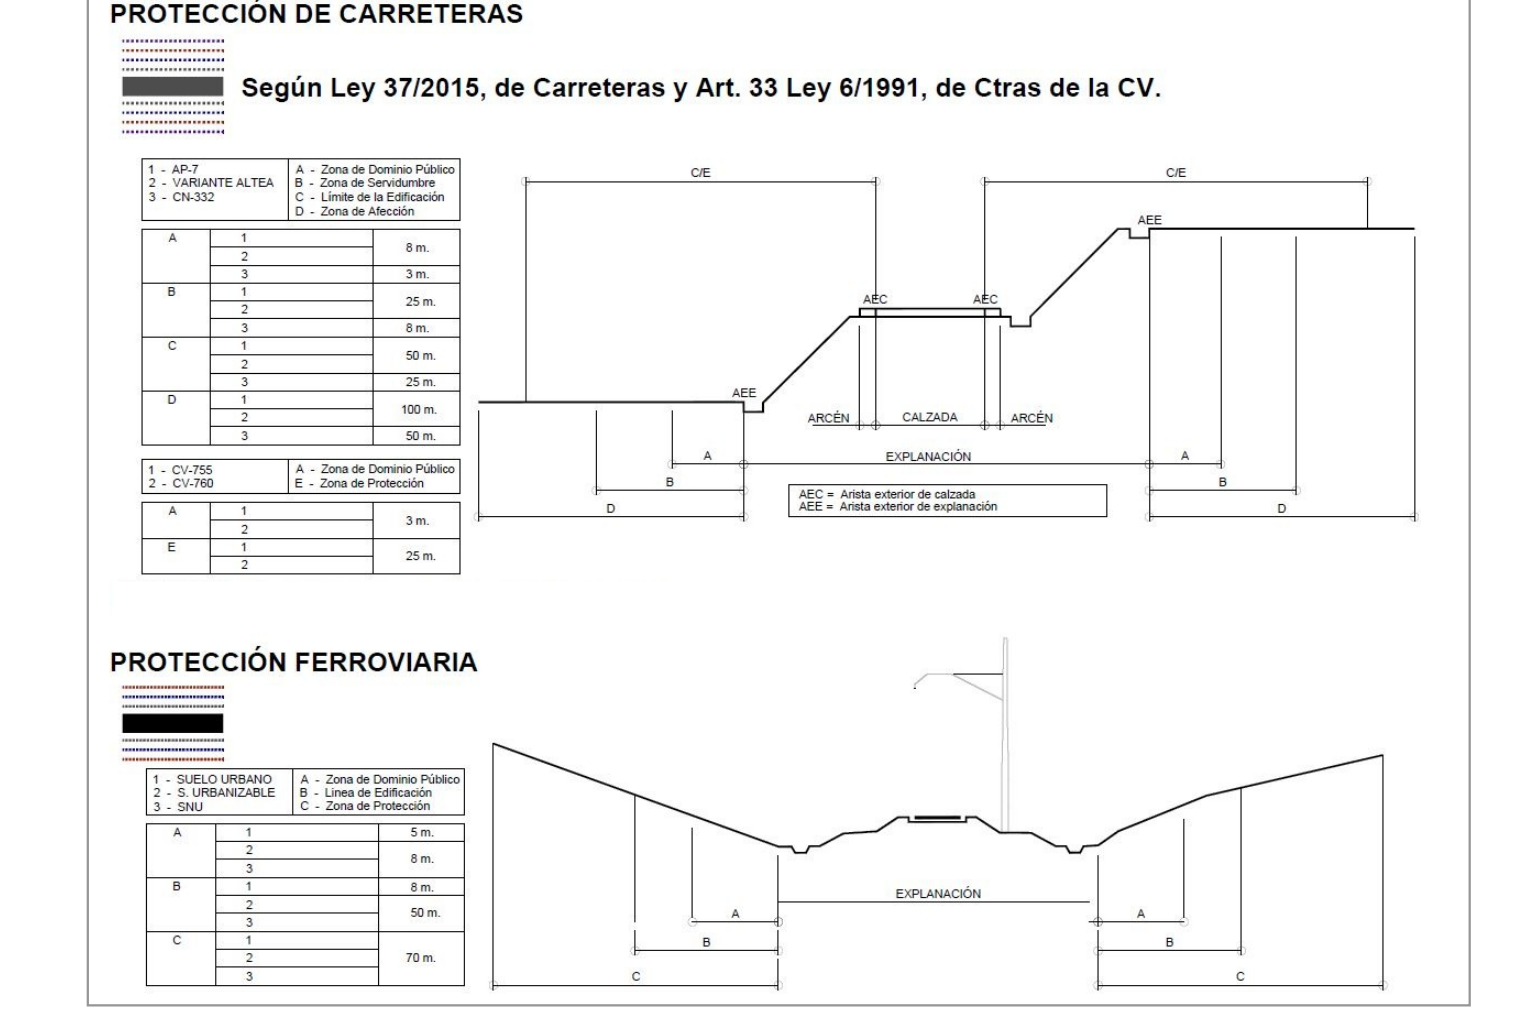 PROTECCIÓN DE CARRETERAS
Según Ley 37/2015, de Carreteras y Art. 33 Ley 6/1991, de Ctras de la CV.
1 - AP-7
2 - VARIANTE ALTEA
3 - CN-332
A - Zona de Dominio Público
B - Zona de Servidumbre
C - Límite de la Edificación
D - Zona de Afección
A
1
8 m.
2
3
3 m.
B
1
25 m.
2
3
8 m.
C
1
50 m.
2
3
25 m.
D
1
100 m.
2
3
50 m.
1 - CV-755
2 - CV-760
A - Zona de Dominio Público
E - Zona de Protección
A
1
3 m.
2
E
1
25 m.
2
C/E
C/E
AEE
AEC
AEC
AEE
ARCÉN
CALZADA
ARCÉN
A
EXPLANACIÓN
A
B
B
D
D
AEC = Arista exterior de calzada
AEE = Arista exterior de explanación
PROTECCIÓN FERROVIARIA
1 - SUELO URBANO
2 - S. URBANIZABLE
3 - SNU
A - Zona de Dominio Público
B - Linea de Edificación
C - Zona de Protección
A
1
5 m.
2
8 m.
3
B
1
8 m.
2
50 m.
3
C
1
2
70 m.
3
EXPLANACIÓN
A
A
B
B
C
C